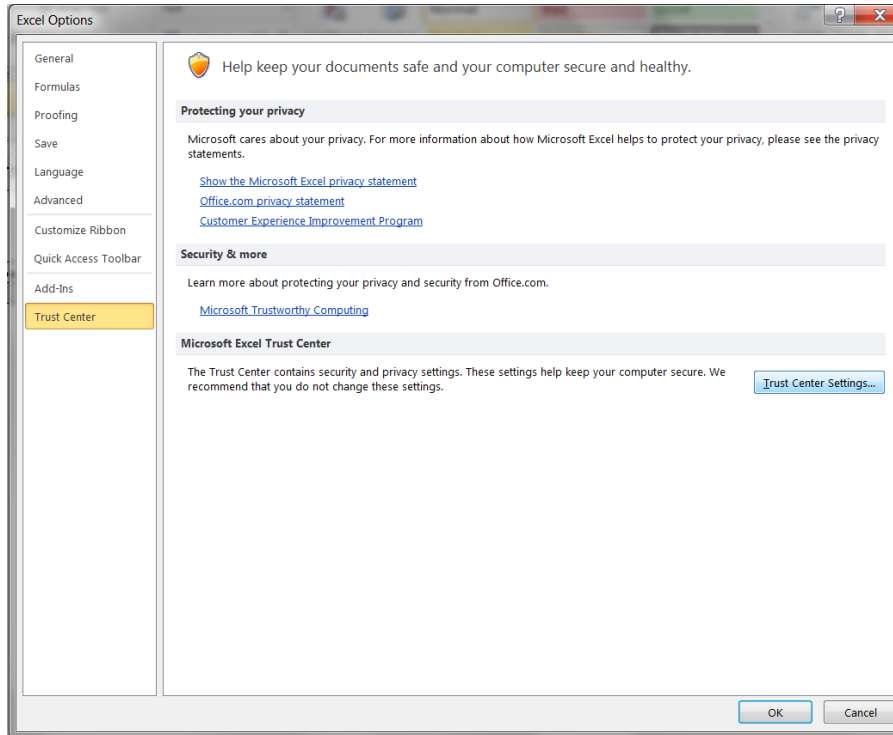 Excel Options
General
Formulas
Proofing
Save
Language
Advanced
Customize Ribbon
Quick Access Toolbar
Add-Ins
Trust Center
Help keep your documents safe and your computer secure and healthy.
Protecting your privacy
Microsoft cares about your privacy. For more information about how Microsoft Excel helps to protect your privacy, please see the privacy
statements.
Show the Microsoft Excel privacy statement
Office.com privacy statement
Customer Experience Improvement Program
Security & more
Learn more about protecting your privacy and security from Office.com.
Microsoft Trustworthy Computing
Microsoft Excel Trust Center
The Trust Center contains security and privacy settings. These settings help keep your computer secure. We
recommend that you do not change these settings.
Trust Center Settings...
OK
Cancel